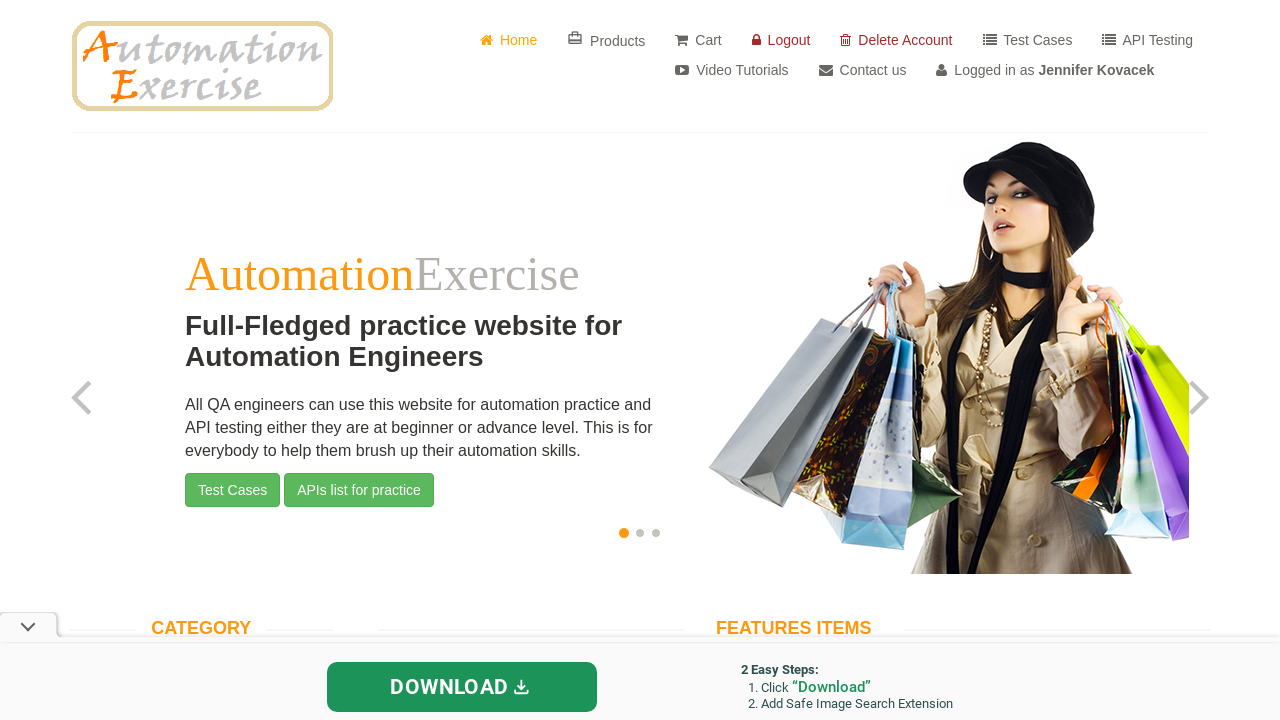 Automation
Exercise
Home
Products
Cart
Logout
Delete Account
Test Cases
API Testing
Video Tutorials
Contact us
Logged in as Jennifer Kovacek
AutomationExercise
Full-Fledged practice website for
Automation Engineers
All QA engineers can use this website for automation practice and
API testing either they are at beginner or advance level. This is for
everybody to help them brush up their automation skills.
Test Cases
APIs list for practice
CATEGORY
FEATURES ITEMS
DOWNLOAD
2 Easy Steps:
1. Click “Download”
2. Add Safe Image Search Extension